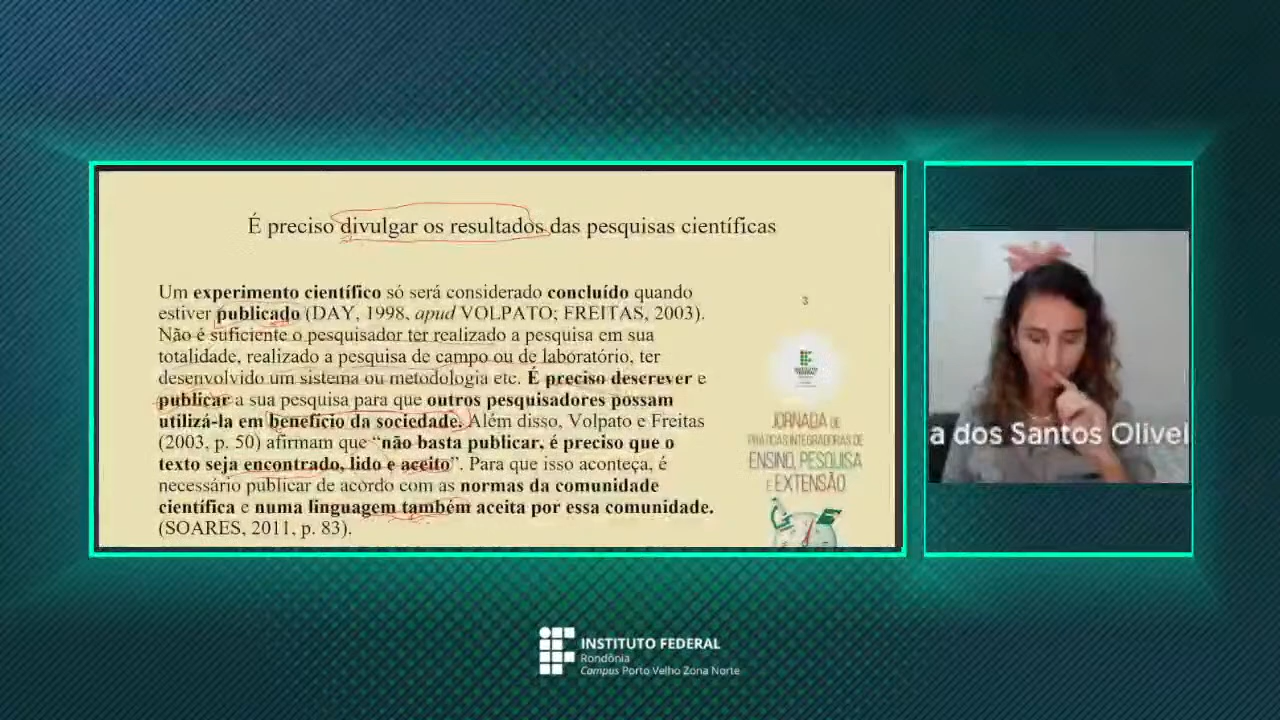 É preciso divulgar os resultados das pesquisas científicas
Um experimento científico só será considerado concluído quando
estiver publicado (DAY, 1998, apud VOLPATO; FREITAS, 2003).
Não é suficiente o pesquisador ter realizado a pesquisa em sua
totalidade, realizado a pesquisa de campo ou de laboratório, ter
desenvolvido um sistema ou metodologia etc. É preciso descrever e
publicar a sua pesquisa para que outros pesquisadores possam
utilizá-la em benefício da sociedade. Além disso, Volpato e Freitas
(2003, p. 50) afirmam que “não basta publicar, é preciso que o
texto seja encontrado, lido e aceito”. Para que isso aconteça, é
necessário publicar de acordo com as normas da comunidade
científica e numa linguagem também aceita por essa comunidade.
(SOARES, 2011, p. 83).
3
JORNADA DE
PRÁTICAS INTEGRADORAS DE
ENSINO, PESQUISA
E EXTENSÃO
a dos Santos Olivei
INSTITUTO FEDERAL
Rondônia
Campus Porto Velho Zona Norte